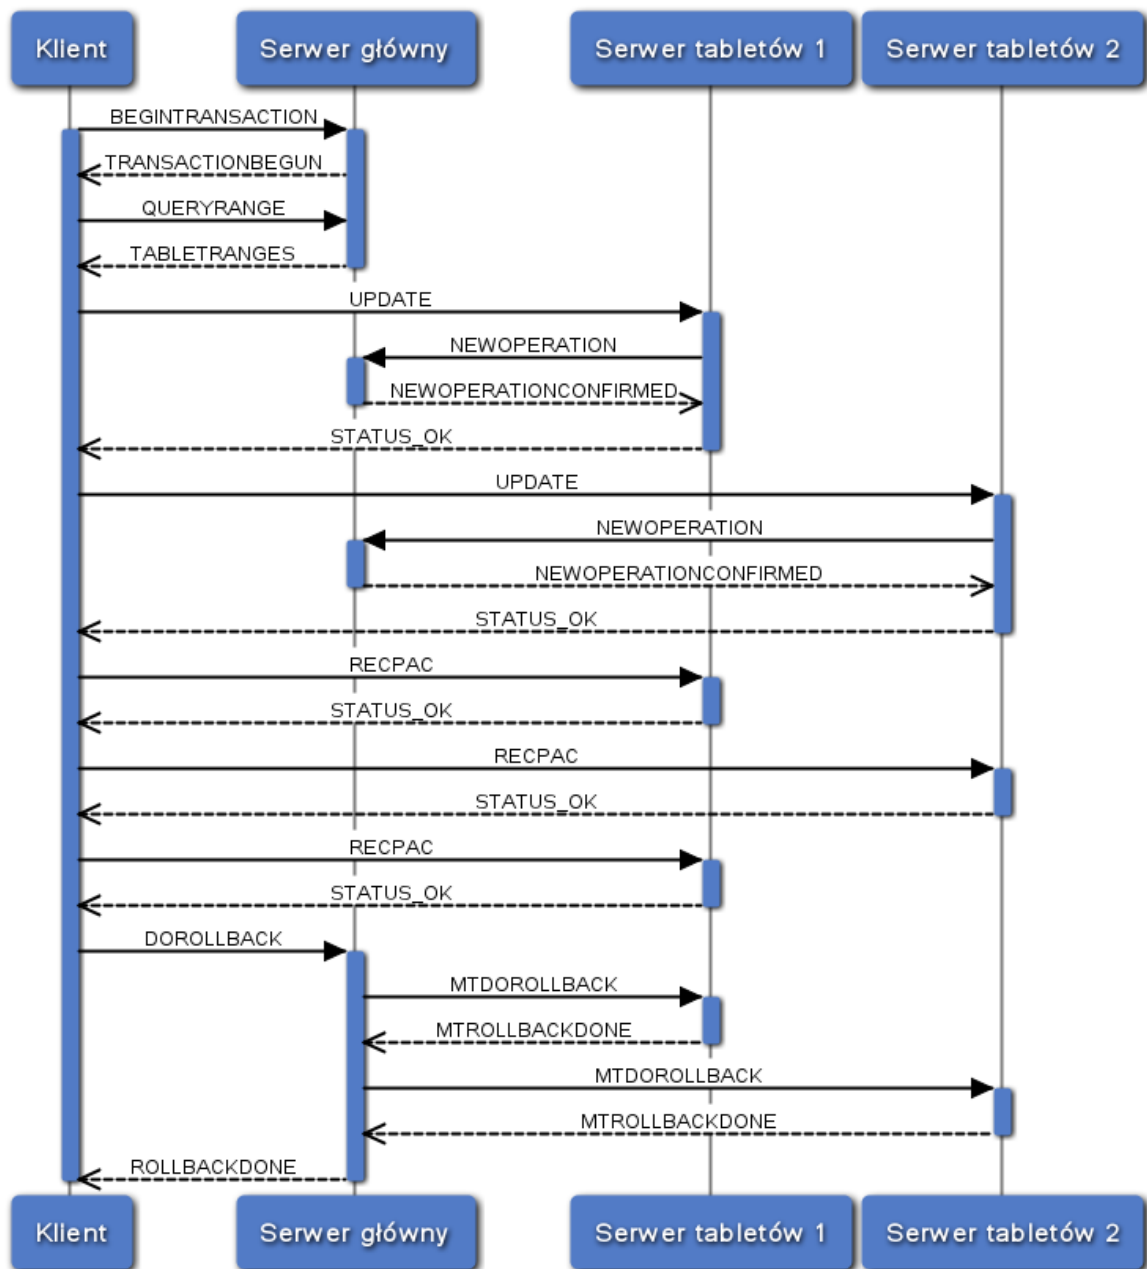 Klient Serwer główny Serwer tabletów 1 Serwer tabletów 2
BEGINTRANSACTION
TRANSACTIONBEGUN
QUERYRANGE
TABLETRANGES
UPDATE
NEWOPERATION
NEWOPERATIONCONFIRMED
STATUS_OK
UPDATE
NEWOPERATION
NEWOPERATIONCONFIRMED
STATUS_OK
RECPAC
STATUS_OK
RECPAC
STATUS_OK
RECPAC
STATUS_OK
DOROLLBACK
MTDOROLLBACK
MTROLLBACKDONE
MTDOROLLBACK
MTROLLBACKDONE
ROLLBACKDONE
Klient Serwer główny Serwer tabletów 1 Serwer tabletów 2